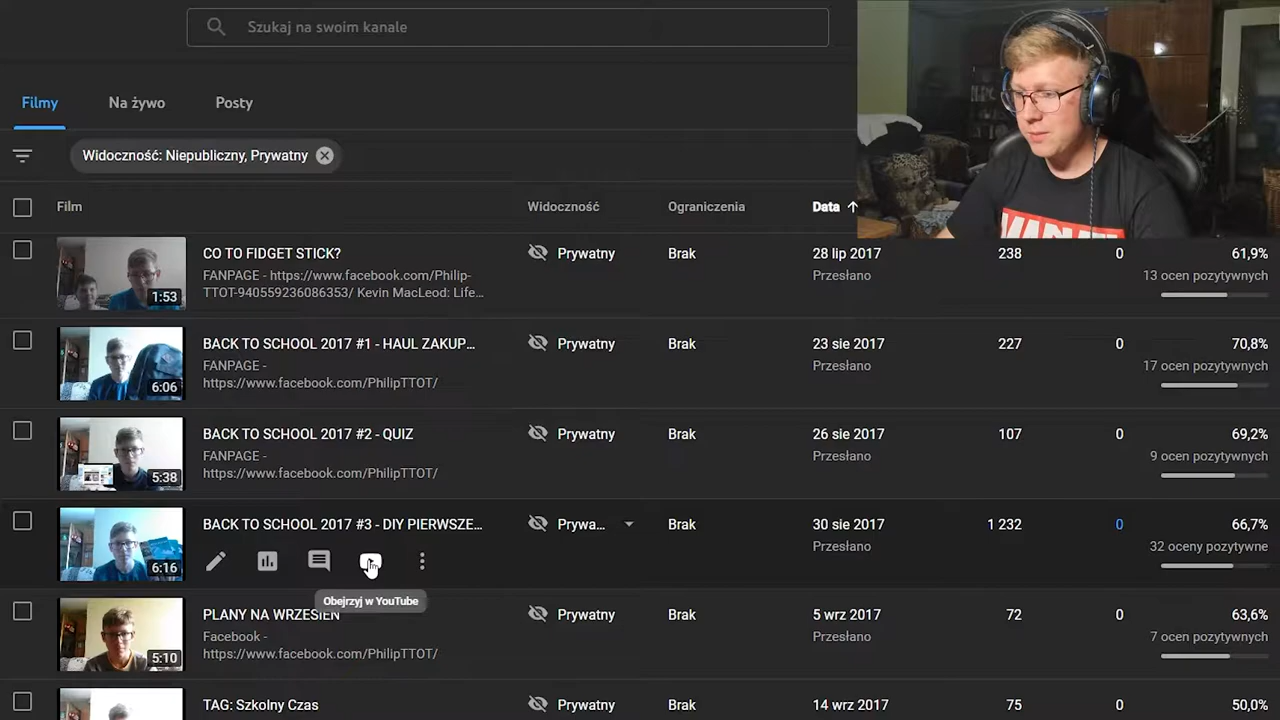 Szukaj na swoim kanale
Filmy Na żywo Posty
Widoczność: Niepubliczny, Prywatny
Film Widoczność Ograniczenia Data
CO TO FIDGET STICK? Prywatny Brak 28 lip 2017 238 0 61,9%
FANPAGE - https://www.facebook.com/Philip- Przesłano 13 ocen pozytywnych
TTOT-940559236086353/ Kevin MacLeod: Life…
1:53
BACK TO SCHOOL 2017 #1 - HAUL ZAKUP… Prywatny Brak 23 sie 2017 227 0 70,8%
FANPAGE - Przesłano 17 ocen pozytywnych
https://www.facebook.com/PhilipTTOT/
6:06
BACK TO SCHOOL 2017 #2 - QUIZ Prywatny Brak 26 sie 2017 107 0 69,2%
FANPAGE - Przesłano 9 ocen pozytywnych
https://www.facebook.com/PhilipTTOT/
5:38
BACK TO SCHOOL 2017 #3 - DIY PIERWSZE… Prywa… Brak 30 sie 2017 1 232 0 66,7%
Przesłano 32 oceny pozytywne
6:16
Obejrzyj w YouTube
PLANY NA WRZESIEŃ Prywatny Brak 5 wrz 2017 72 0 63,6%
Facebook - Przesłano 7 ocen pozytywnych
https://www.facebook.com/PhilipTTOT/
5:10
TAG: Szkolny Czas Prywatny Brak 14 wrz 2017 75 0 50,0%